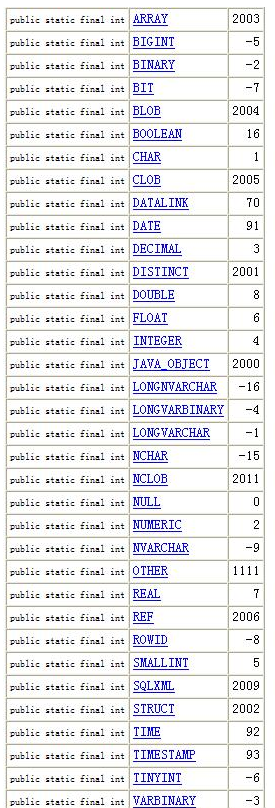 public static final int ARRAY 2003
public static final int BIGINT -5
public static final int BINARY -2
public static final int BIT -7
public static final int BLOB 2004
public static final int BOOLEAN 16
public static final int CHAR 1
public static final int CLOB 2005
public static final int DATALINK 70
public static final int DATE 91
public static final int DECIMAL 3
public static final int DISTINCT 2001
public static final int DOUBLE 8
public static final int FLOAT 6
public static final int INTEGER 4
public static final int JAVA_OBJECT 2000
public static final int LONGNVARCHAR -16
public static final int LONGVARBINARY -4
public static final int LONGVARCHAR -1
public static final int NCHAR -15
public static final int NCLOB 2011
public static final int NULL 0
public static final int NUMERIC 2
public static final int NVARCHAR -9
public static final int OTHER 1111
public static final int REAL 7
public static final int REF 2006
public static final int ROWID -8
public static final int SMALLINT 5
public static final int SQLXML 2009
public static final int STRUCT 2002
public static final int TIME 92
public static final int TIMESTAMP 93
public static final int TINYINT -6
public static final int VARBINARY -3